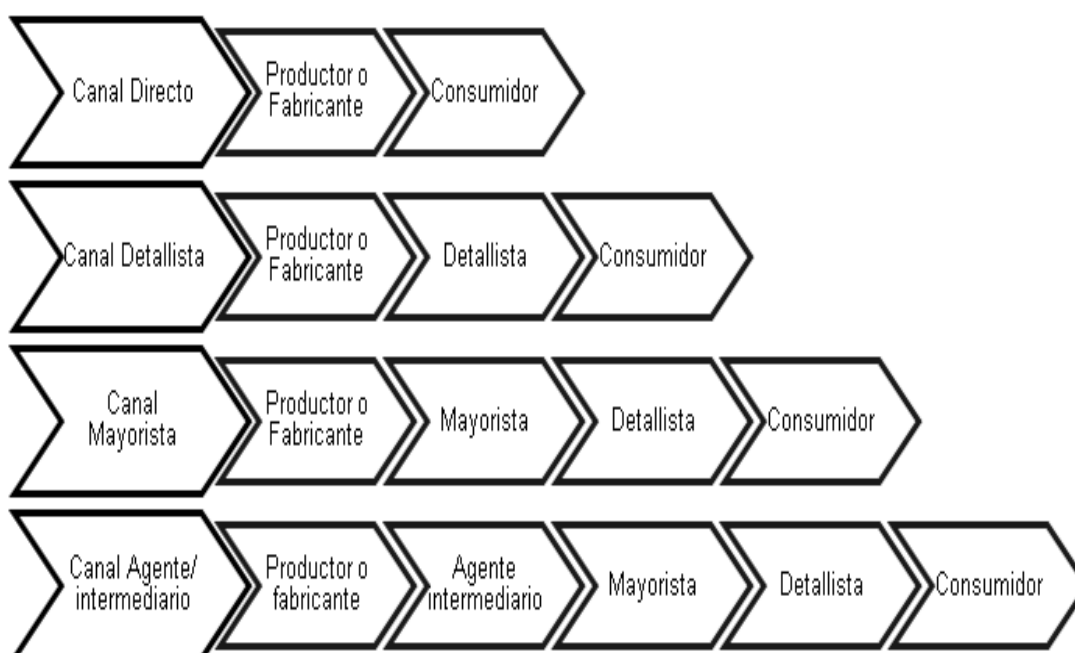 Canal Directo
Productor o
Fabricante
Consumidor
Canal Detallista
Productor o
Fabricante
Detallista
Consumidor
Canal
Mayorista
Productor o
Fabricante
Mayorista
Detallista
Consumidor
Canal Agente/
intermediario
Productor o
fabricante
Agente
intermediario
Mayorista
Detallista
Consumidor